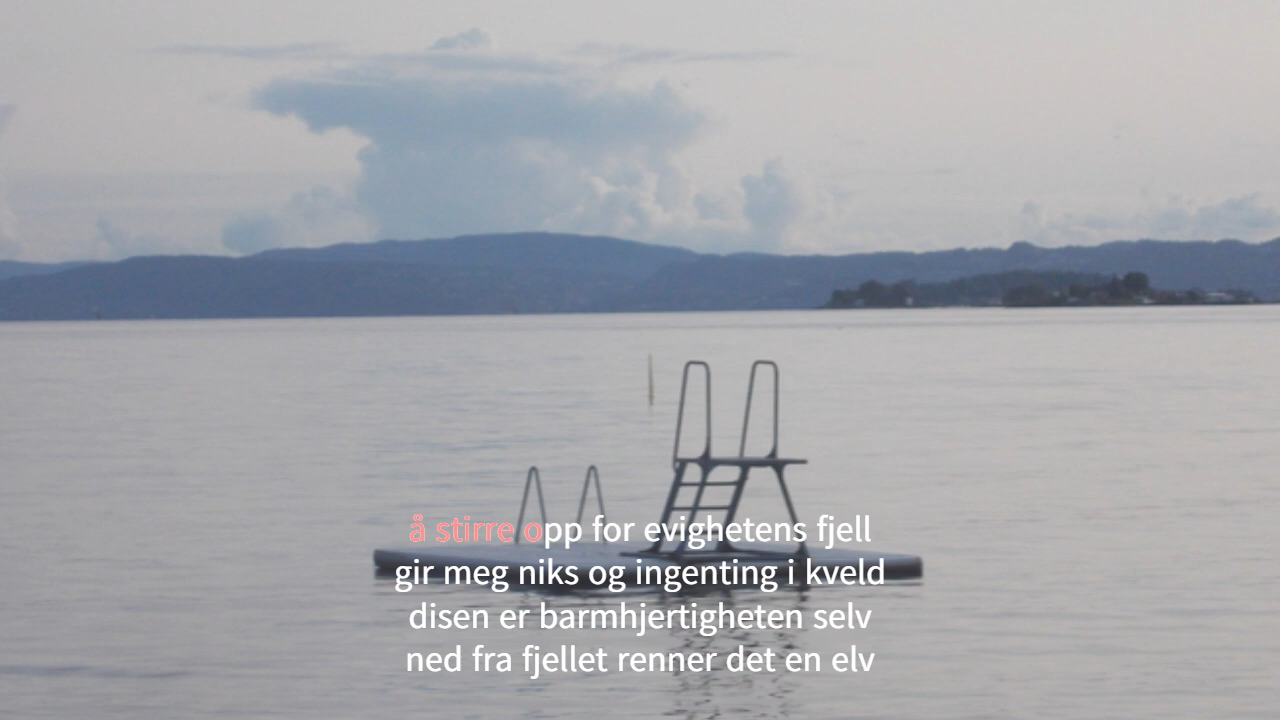 å stirre opp for evighetens fjell
gir meg niks og ingenting i kveld
disen er barmhjertigheten selv
ned fra fjellet renner det en elv